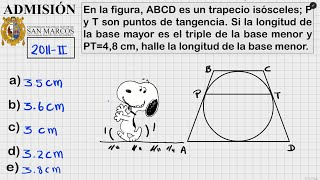 ADMISIÓN
SAN MARCOS
2011-II
En la figura, ABCD es un trapecio isósceles; P
y T son puntos de tangencia. Si la longitud de
la base mayor es el triple de la base menor y
PT=4,8 cm, halle la longitud de la base menor.
a) 3.5 cm
b) 3.6 cm
c) 3 cm
d) 3.2 cm
e) 3.8 cm
B C
P T
A D